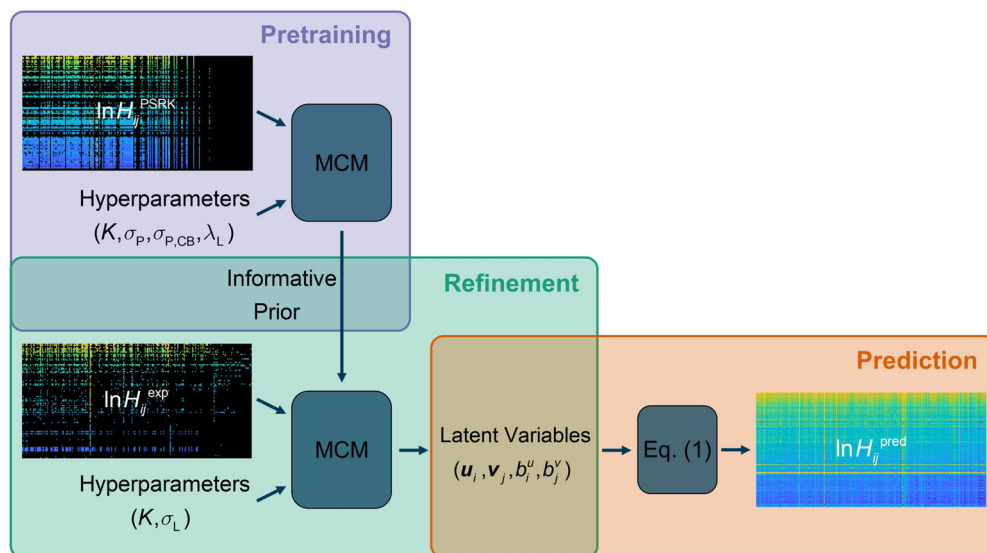 Pretraining
ln H_ij^PSRK
MCM
Hyperparameters
(K, σ_P, σ_P,CB, λ_L)
Informative
Prior
Refinement
ln H_ij^exp
MCM
Hyperparameters
(K, σ_L)
Prediction
Latent Variables
(u_i, v_j, b_i^u, b_j^v)
Eq. (1)
ln H_ij^pred